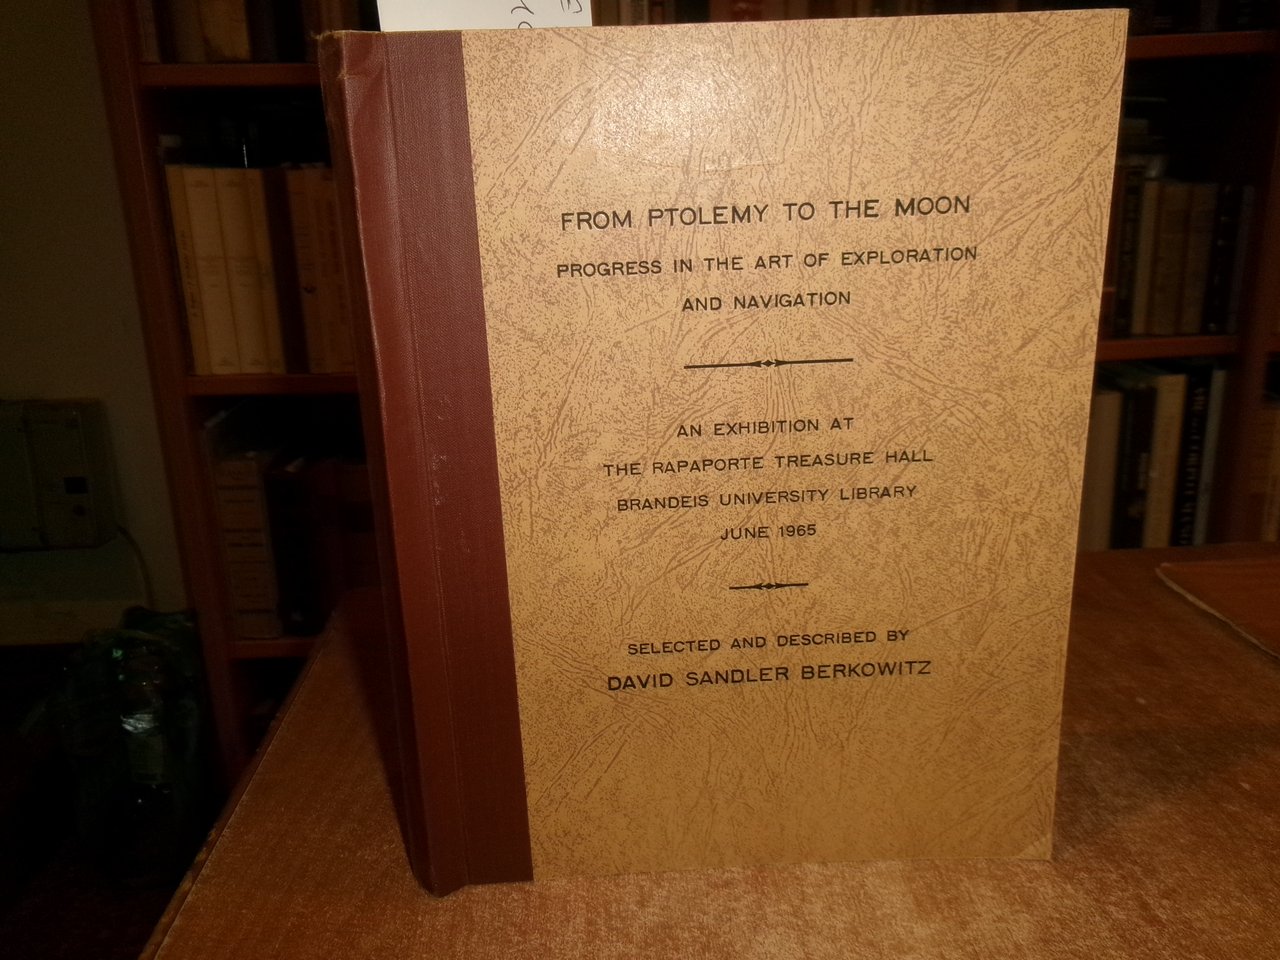 FROM PTOLEMY TO THE MOON
PROGRESS IN THE ART OF EXPLORATION
AND NAVIGATION
AN EXHIBITION AT
THE RAPAPORTE TREASURE HALL
BRANDEIS UNIVERSITY LIBRARY
JUNE 1965
SELECTED AND DESCRIBED BY
DAVID SANDLER BERKOWITZ